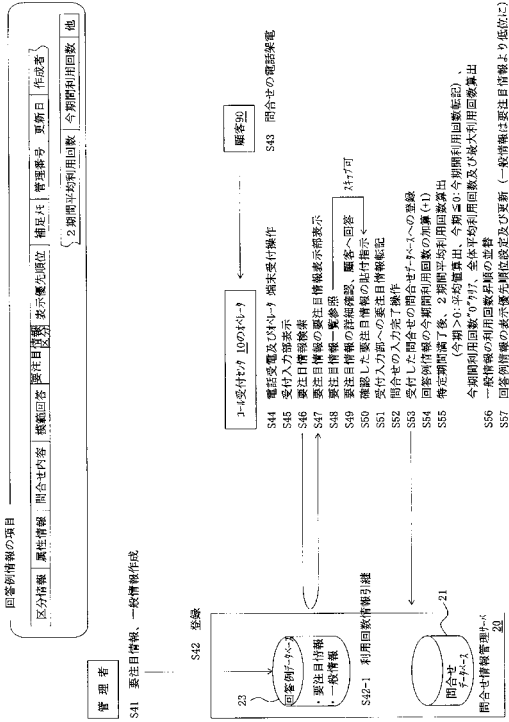 回答例情報の項目
区分情報 属性情報 問合せ内容 模範回答 要注目情報区分 表示優先順位 補足メモ 管理番号 更新日 作成者
2期間平均利用回数 今期間利用回数 他
管理者
S41 要注目情報、一般情報作成
S42 登録
23
回答例データベース
・要注目情報
・一般情報
S42-1 利用回数情報引継
21
問合せ
データベース
問合せ情報管理サーバ
20
コール受付センタ 10のオペレータ
顧客90
S43 問合せの電話架電
S44 電話受電及びオペレータ端末受付操作
S45 受付入力部表示
S46 要注目情報検索
S47 要注目情報の要注目情報表示部表示
S48 要注目情報一覧参照
スキップ可
S49 要注目情報の詳細確認、顧客へ回答
S50 確認した要注目情報の貼付指示
S51 受付入力部への要注目情報転記
S52 問合せの入力完了操作
S53 受付した問合せの問合せデータベースへの登録
S54 回答例情報の今期間利用回数の加算(+1)
S55 特定期間満了後、2期間平均利用回数算出
(今期>0:平均値算出、今期≦0:今期間利用回数転記)、
今期間利用回数"0"クリア、全体平均利用回数及び最大利用回数算出
S56 一般情報の利用回数昇順の並替
S57 回答例情報の表示優先順位設定及び更新(一般情報は要注目情報より低位に)